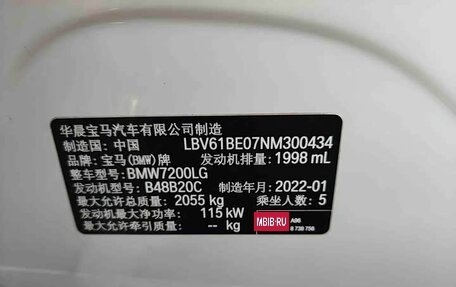 华晨宝马汽车有限公司制造
制造国: 中国 LBV61BE07NM300434
品牌: 宝马(BMW)牌 发动机排量: 1998 mL
整车型号: BMW7200LG
发动机型号: B48B20C 制造年月: 2022-01
最大允许总质量: 2055 kg 乘坐人数: 5
发动机最大净功率: 115 kW
最大允许牵引质量: -- kg MBIB.RU A96
8 738 756